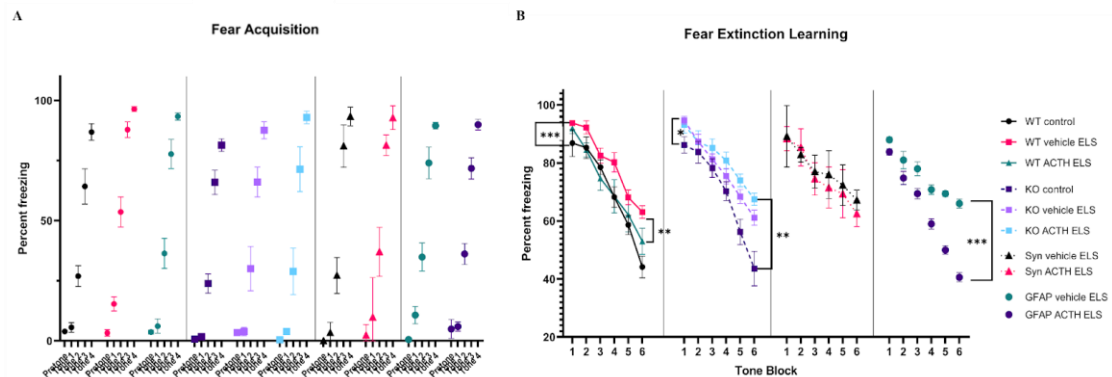 A
Fear Acquisition
Percent freezing
100
50
0
B
Fear Extinction Learning
Percent freezing
100
80
60
40
20
***
**
*
**
***
1 2 3 4 5 6
1 2 3 4 5 6
1 2 3 4 5 6
1 2 3 4 5 6
Tone Block
WT control
WT vehicle ELS
WT ACTH ELS
KO control
KO vehicle ELS
KO ACTH ELS
Syn vehicle ELS
Syn ACTH ELS
GFAP vehicle ELS
GFAP ACTH ELS